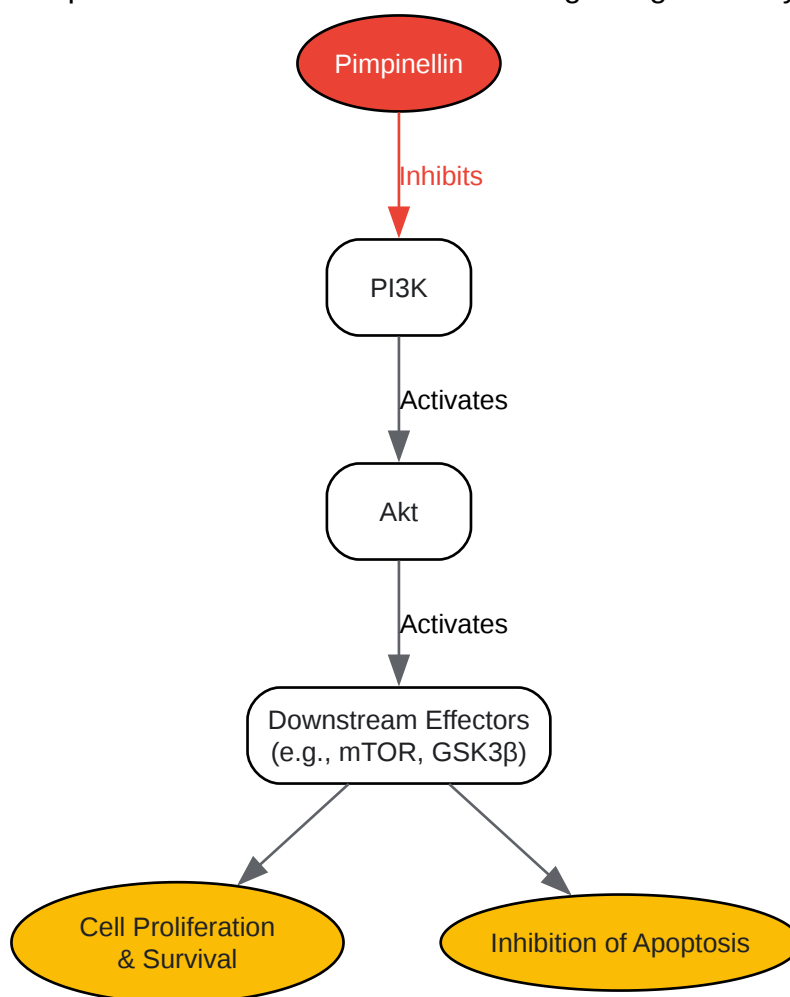 Pimpinellin
Inhibits
PI3K
Activates
Akt
Activates
Downstream Effectors
(e.g., mTOR, GSK3β)
Cell Proliferation
& Survival
Inhibition of Apoptosis